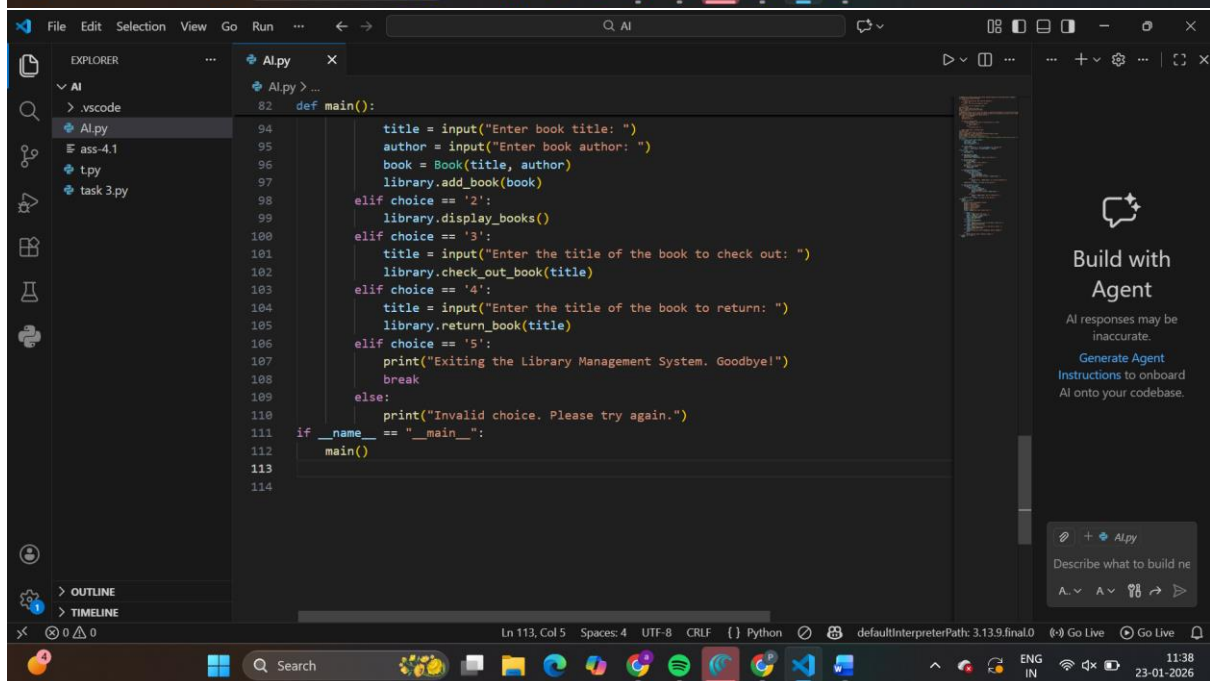 File Edit Selection View Go Run ··· AI
EXPLORER ···
AI
.vscode
AI.py
ass-4.1
t.py
task 3.py
OUTLINE
TIMELINE
AI.py
AI.py > ...
82 def main():
94 title = input("Enter book title: ")
95 author = input("Enter book author: ")
96 book = Book(title, author)
97 library.add_book(book)
98 elif choice == '2':
99 library.display_books()
100 elif choice == '3':
101 title = input("Enter the title of the book to check out: ")
102 library.check_out_book(title)
103 elif choice == '4':
104 title = input("Enter the title of the book to return: ")
105 library.return_book(title)
106 elif choice == '5':
107 print("Exiting the Library Management System. Goodbye!")
108 break
109 else:
110 print("Invalid choice. Please try again.")
111 if __name__ == "__main__":
112 main()
113
114
Build with
Agent
AI responses may be
inaccurate.
Generate Agent
Instructions to onboard
AI onto your codebase.
AI.py
Describe what to build ne
A.. A
0 0 Ln 113, Col 5 Spaces: 4 UTF-8 CRLF { } Python defaultInterpreterPath: 3.13.9.final.0 Go Live Go Live
4 Search ENG 11:38
IN 23-01-2026